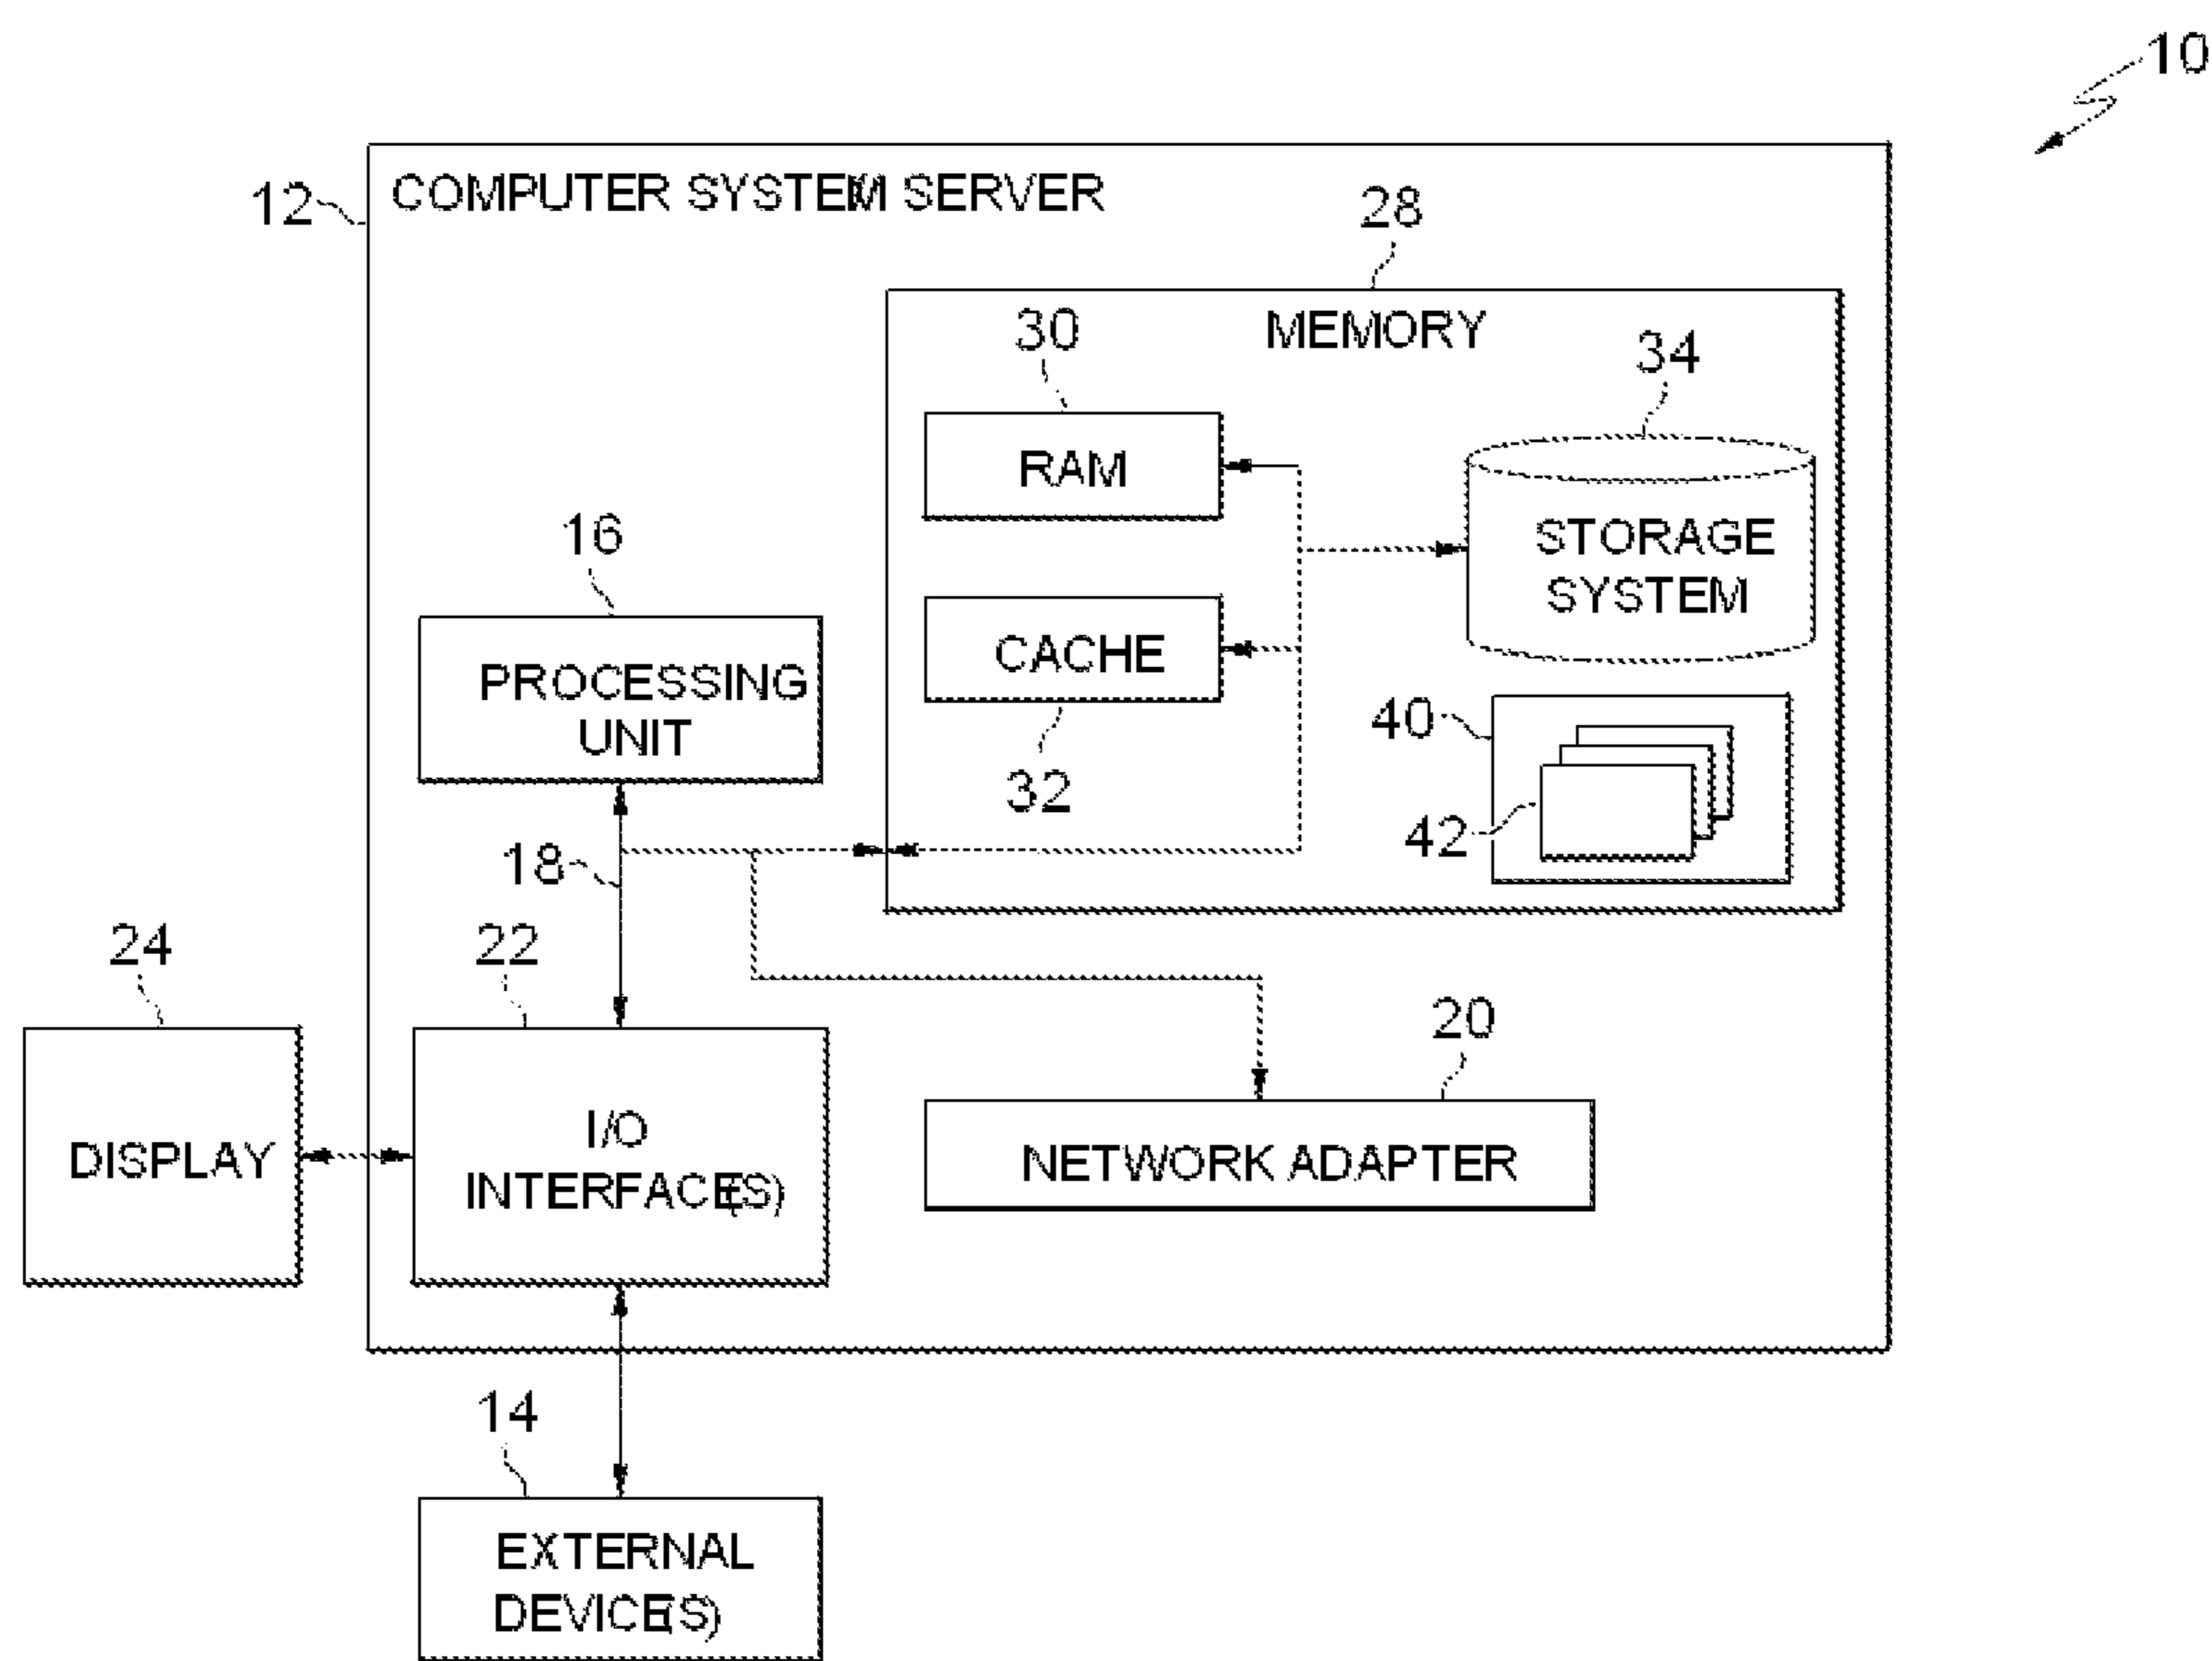 10
12
COMPUTER SYSTEM SERVER
28
MEMORY
30
34
RAM
STORAGE
SYSTEM
16
PROCESSING
UNIT
CACHE
32
40
42
18
24
22
20
DISPLAY
I/O
INTERFACE(S)
NETWORK ADAPTER
14
EXTERNAL
DEVICE(S)